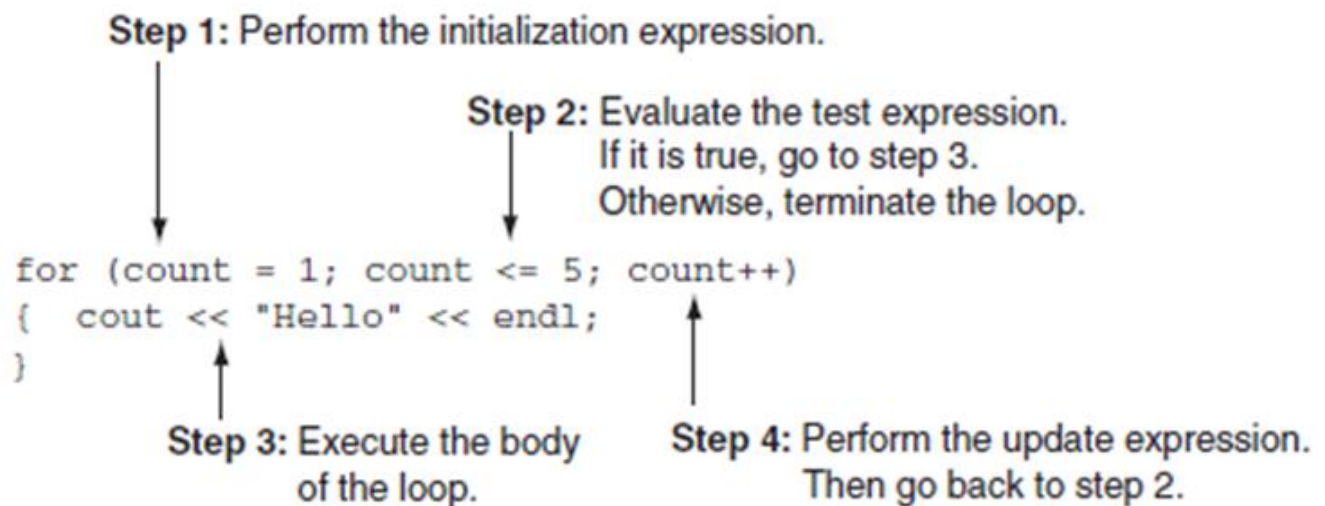 Step 1: Perform the initialization expression.
Step 2: Evaluate the test expression.
If it is true, go to step 3.
Otherwise, terminate the loop.
for (count = 1; count <= 5; count++)
{  cout << "Hello" << endl;
}
Step 3: Execute the body
of the loop.
Step 4: Perform the update expression.
Then go back to step 2.